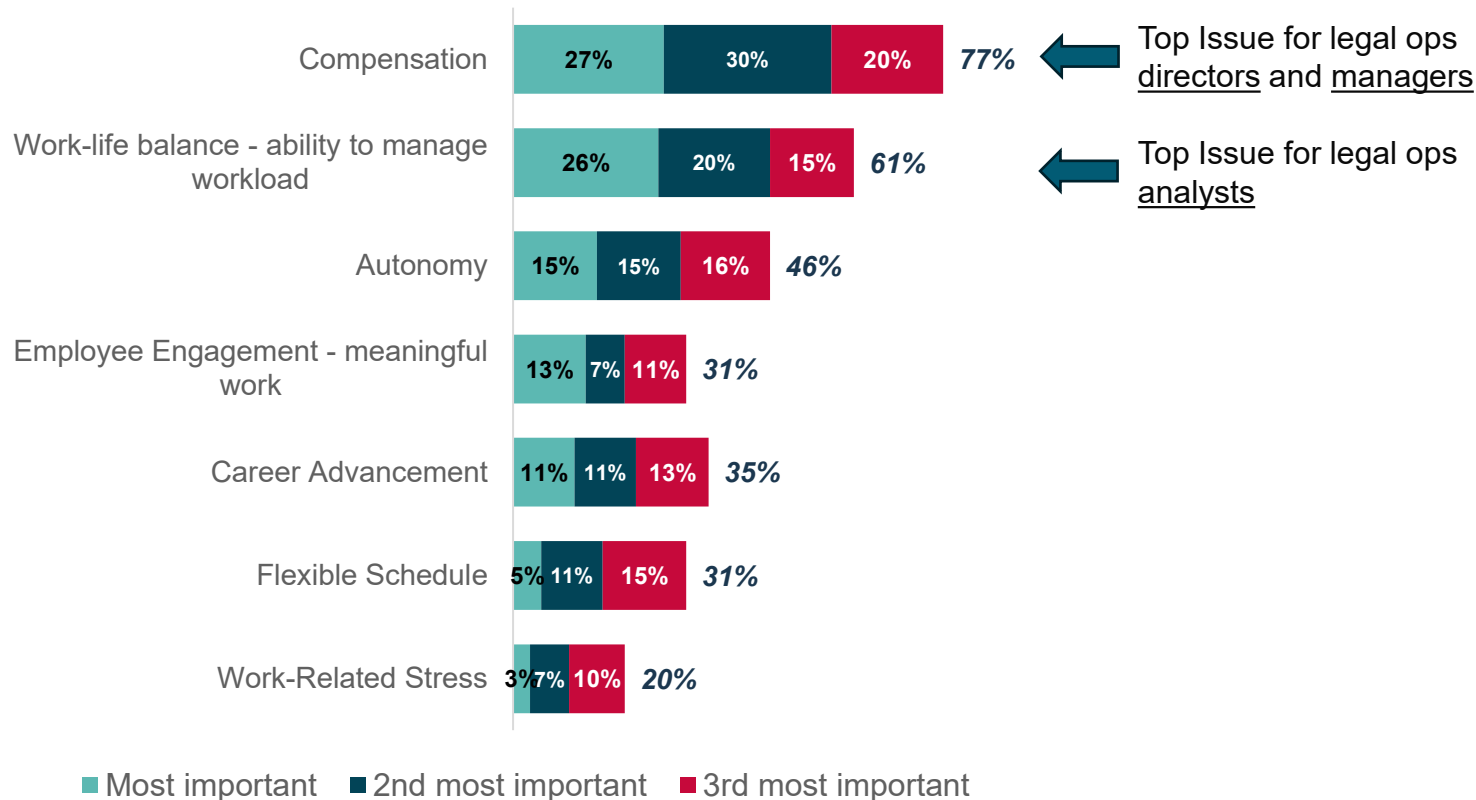 Compensation
27%
30%
20%
77%
Top Issue for legal ops
directors and managers
Work-life balance - ability to manage
workload
26%
20%
15%
61%
Top Issue for legal ops
analysts
Autonomy
15%
15%
16%
46%
Employee Engagement - meaningful
work
13%
7%
11%
31%
Career Advancement
11%
11%
13%
35%
Flexible Schedule
5%
11%
15%
31%
Work-Related Stress
3%
7%
10%
20%
Most important
2nd most important
3rd most important